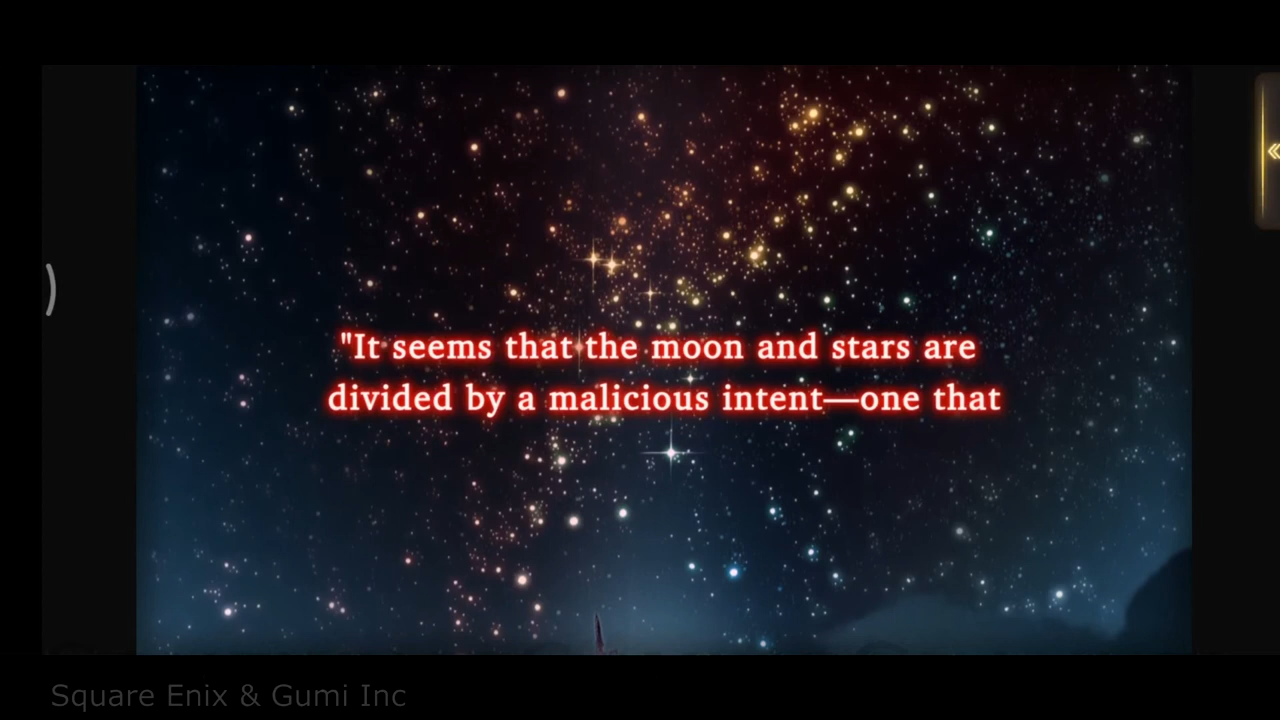 "It seems that the moon and stars are
divided by a malicious intent—one that
Square Enix & Gumi Inc